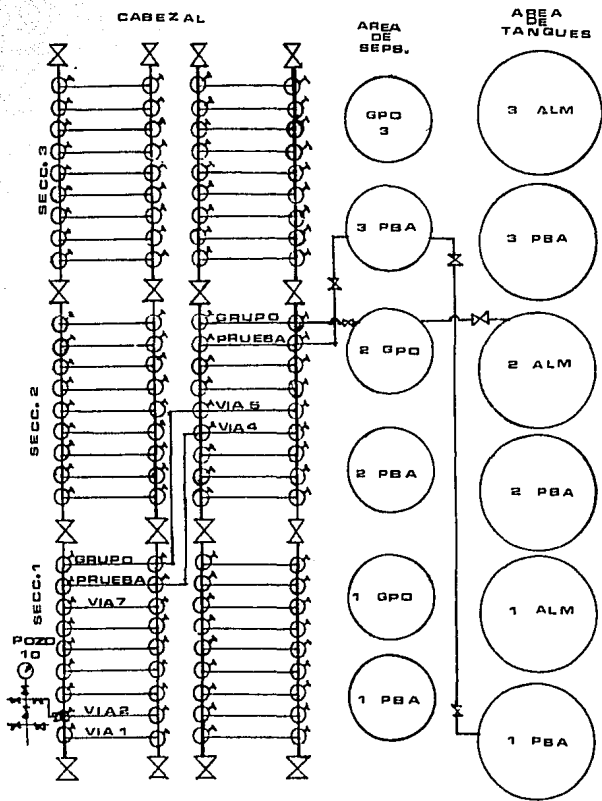 CABEZAL
AREA
DE
SEPS.
AREA
DE
TANQUES
SECC. 3
GPO
3
3 ALM
3 PBA
3 PBA
GRUPO
PRUEBA
2 GPO
2 ALM
SECC. 2
VIA 5
VIA 4
2 PBA
2 PBA
SECC. 1
GRUPO
PRUEBA
VIA 7
1 GPO
1 ALM
POZO
10
VIA 2
VIA 1
1 PBA
1 PBA